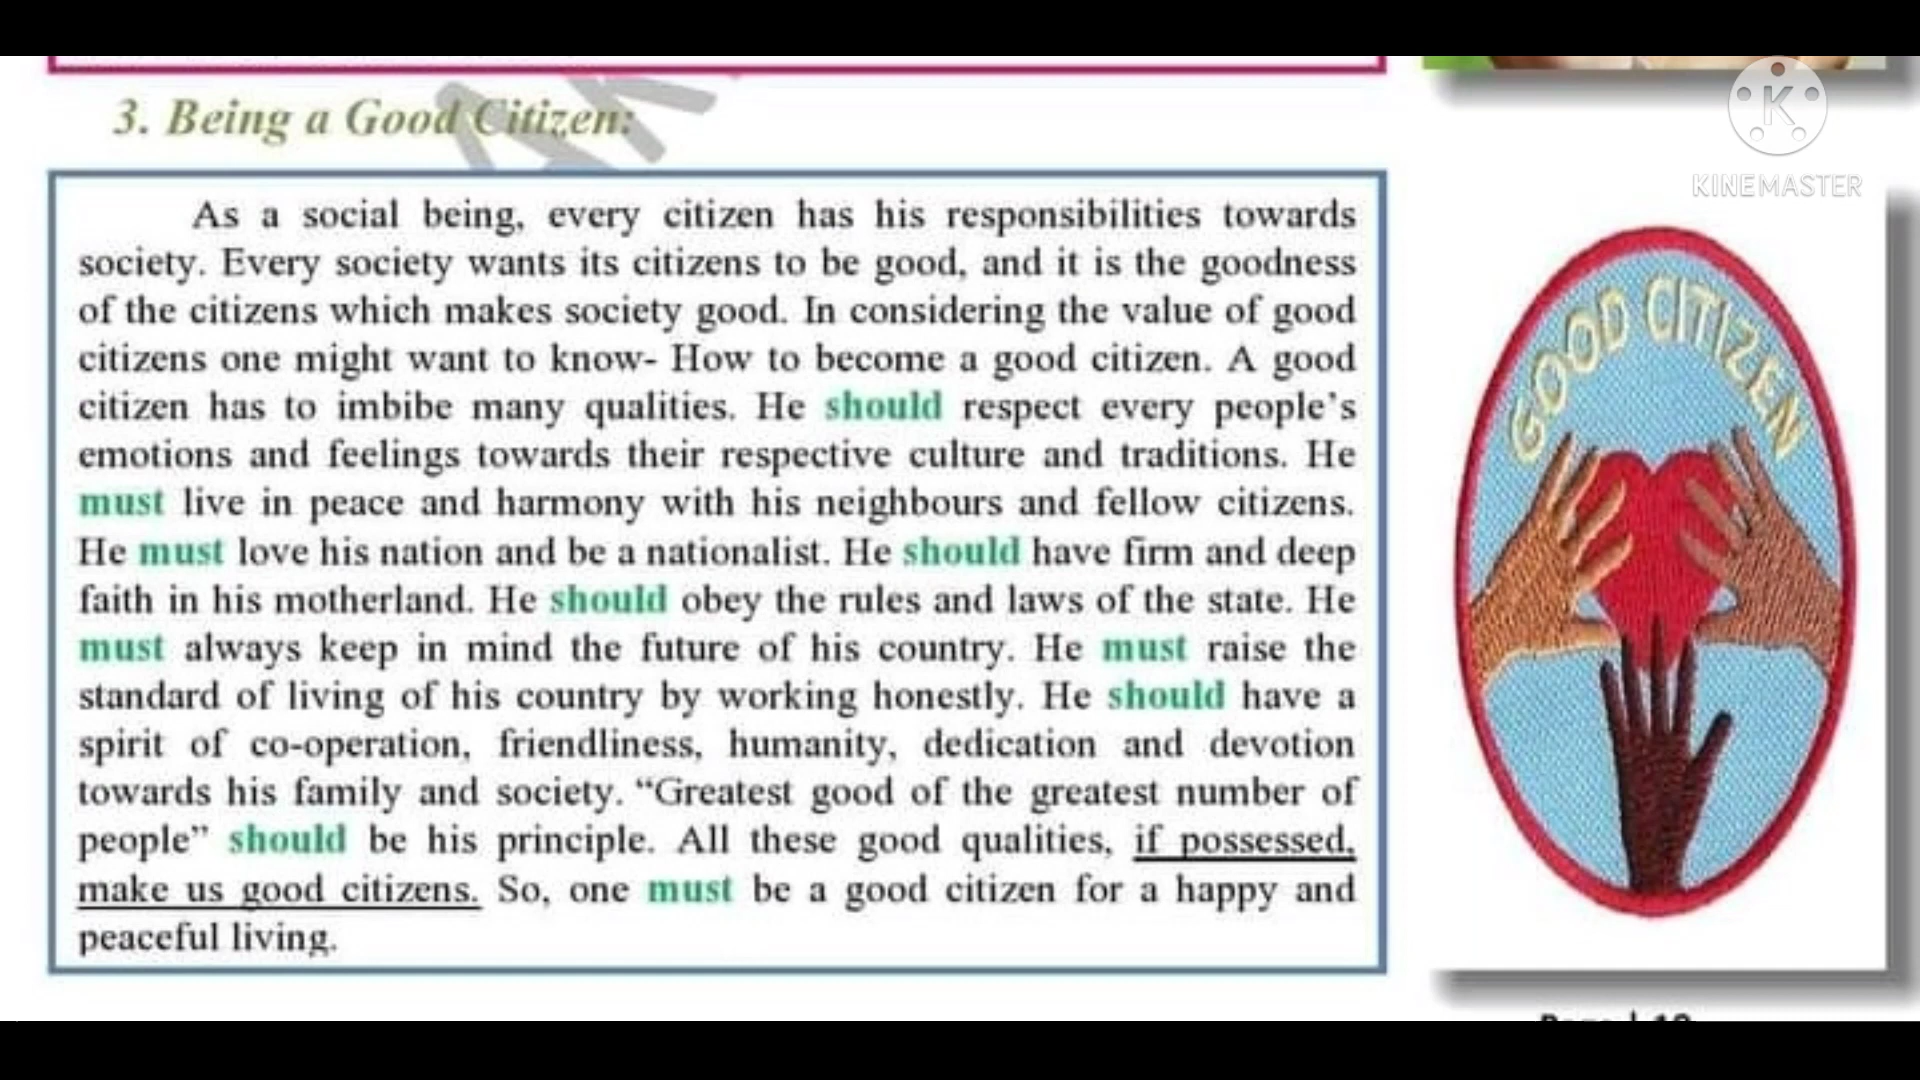 3. Being a Good Citizen:
K
KINEMASTER
As a social being, every citizen has his responsibilities towards
society. Every society wants its citizens to be good, and it is the goodness
of the citizens which makes society good. In considering the value of good
citizens one might want to know- How to become a good citizen. A good
citizen has to imbibe many qualities. He should respect every people's
emotions and feelings towards their respective culture and traditions. He
must live in peace and harmony with his neighbours and fellow citizens.
He must love his nation and be a nationalist. He should have firm and deep
faith in his motherland. He should obey the rules and laws of the state. He
must always keep in mind the future of his country. He must raise the
standard of living of his country by working honestly. He should have a
spirit of co-operation, friendliness, humanity, dedication and devotion
towards his family and society. “Greatest good of the greatest number of
people” should be his principle. All these good qualities, if possessed,
make us good citizens. So, one must be a good citizen for a happy and
peaceful living.
GOOD CITIZEN